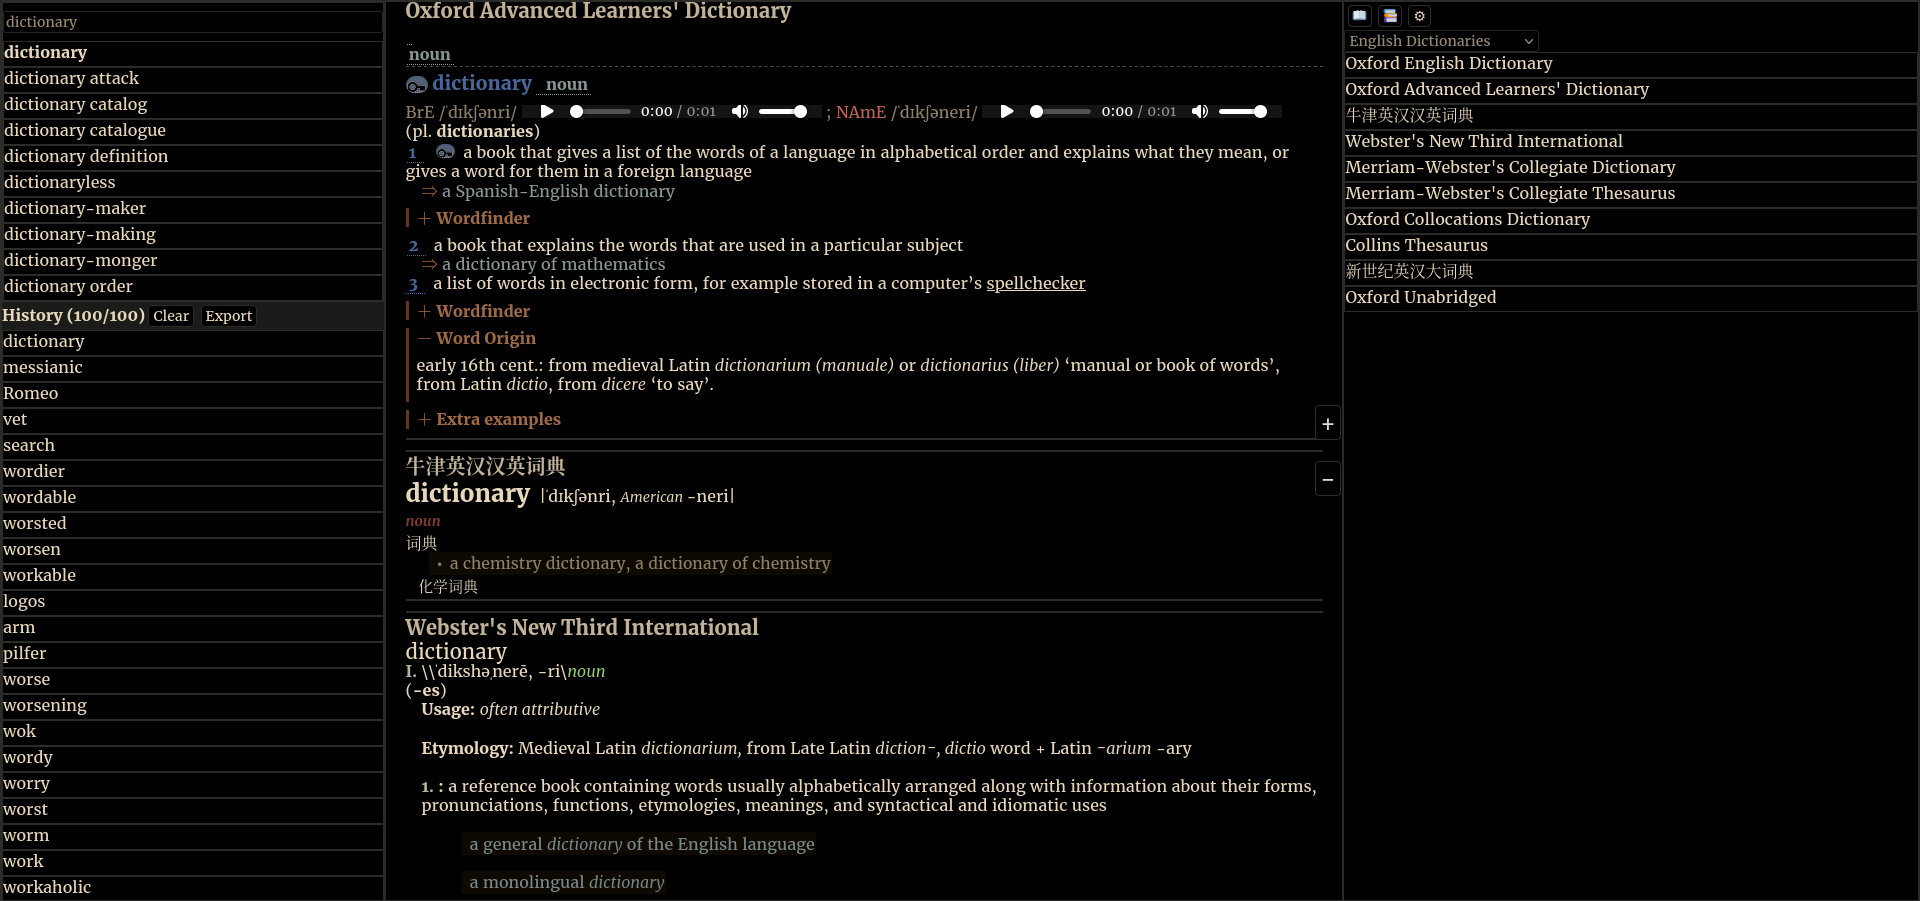 dictionary
dictionary
dictionary attack
dictionary catalog
dictionary catalogue
dictionary definition
dictionaryless
dictionary-maker
dictionary-making
dictionary-monger
dictionary order
History (100/100) Clear Export
dictionary
messianic
Romeo
vet
search
wordier
wordable
worsted
worsen
workable
logos
arm
pilfer
worse
worsening
wok
wordy
worry
worst
worm
work
workaholic
Oxford Advanced Learners' Dictionary
noun
dictionary noun
BrE /ˈdɪkʃənri/ 0:00 / 0:01 ; NAmE /ˈdɪkʃəneri/ 0:00 / 0:01
(pl. dictionaries)
1 a book that gives a list of the words of a language in alphabetical order and explains what they mean, or
gives a word for them in a foreign language
⇒ a Spanish-English dictionary
+ Wordfinder
2 a book that explains the words that are used in a particular subject
⇒ a dictionary of mathematics
3 a list of words in electronic form, for example stored in a computer’s spellchecker
+ Wordfinder
− Word Origin
early 16th cent.: from medieval Latin dictionarium (manuale) or dictionarius (liber) ‘manual or book of words’,
from Latin dictio, from dicere ‘to say’.
+ Extra examples
+
牛津英汉汉英词典
−
dictionary |ˈdɪkʃənri, American -neri|
noun
词典
• a chemistry dictionary, a dictionary of chemistry
化学词典
Webster's New Third International
dictionary
I. \\ˈdikshəˌnerē, -ri\noun
(-es)
Usage: often attributive
Etymology: Medieval Latin dictionarium, from Late Latin diction-, dictio word + Latin -arium -ary
1. : a reference book containing words usually alphabetically arranged along with information about their forms,
pronunciations, functions, etymologies, meanings, and syntactical and idiomatic uses
a general dictionary of the English language
a monolingual dictionary
English Dictionaries
Oxford English Dictionary
Oxford Advanced Learners' Dictionary
牛津英汉汉英词典
Webster's New Third International
Merriam-Webster's Collegiate Dictionary
Merriam-Webster's Collegiate Thesaurus
Oxford Collocations Dictionary
Collins Thesaurus
新世纪英汉大词典
Oxford Unabridged